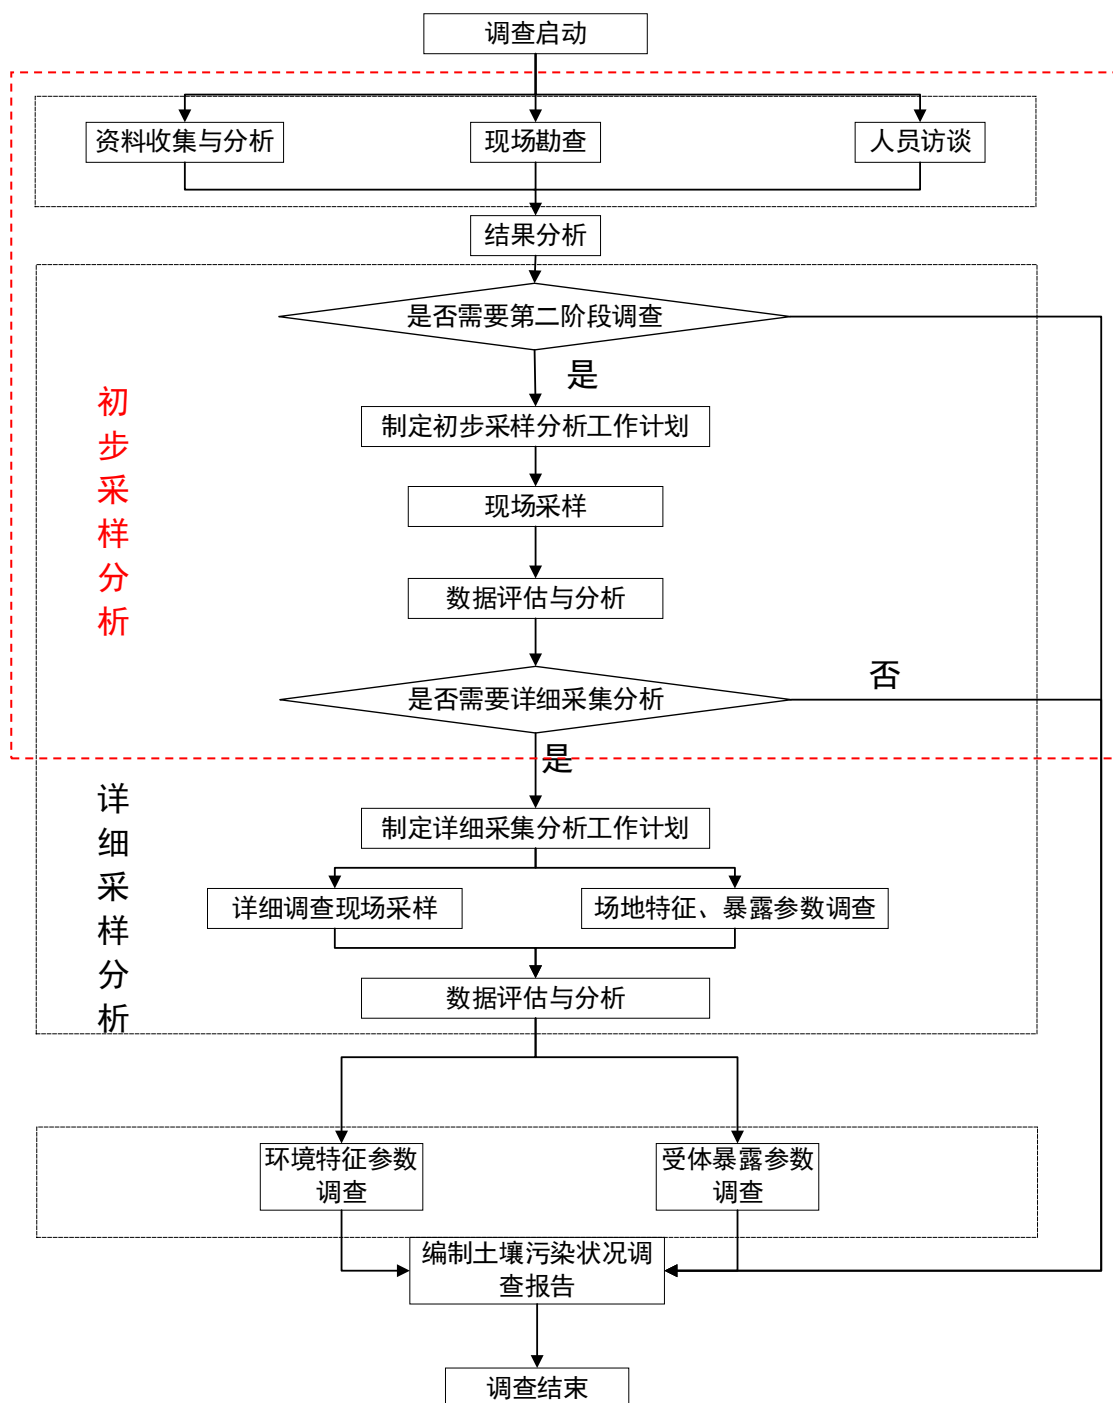 调查启动
资料收集与分析
现场勘查
人员访谈
结果分析
是否需要第二阶段调查
是
制定初步采样分析工作计划
现场采样
数据评估与分析
是否需要详细采集分析
否
是
初
步
采
样
分
析
制定详细采集分析工作计划
详细调查现场采样
场地特征、暴露参数调查
数据评估与分析
详
细
采
样
分
析
环境特征参数
调查
受体暴露参数
调查
编制土壤污染状况调
查报告
调查结束